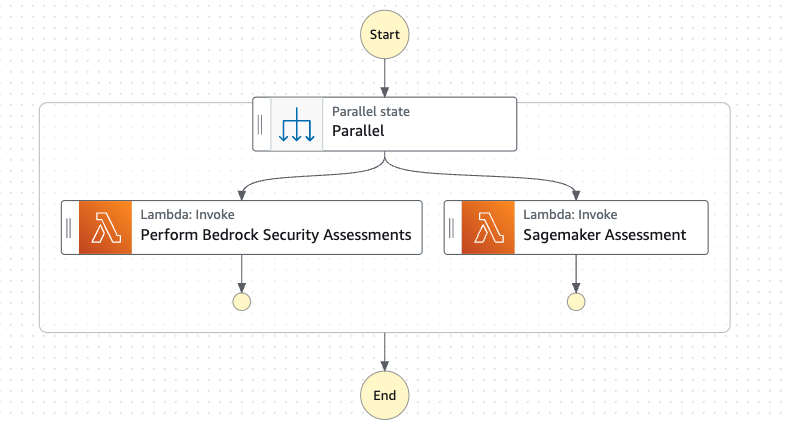 Start
Parallel state
Parallel
Lambda: Invoke
Perform Bedrock Security Assessments
Lambda: Invoke
Sagemaker Assessment
End